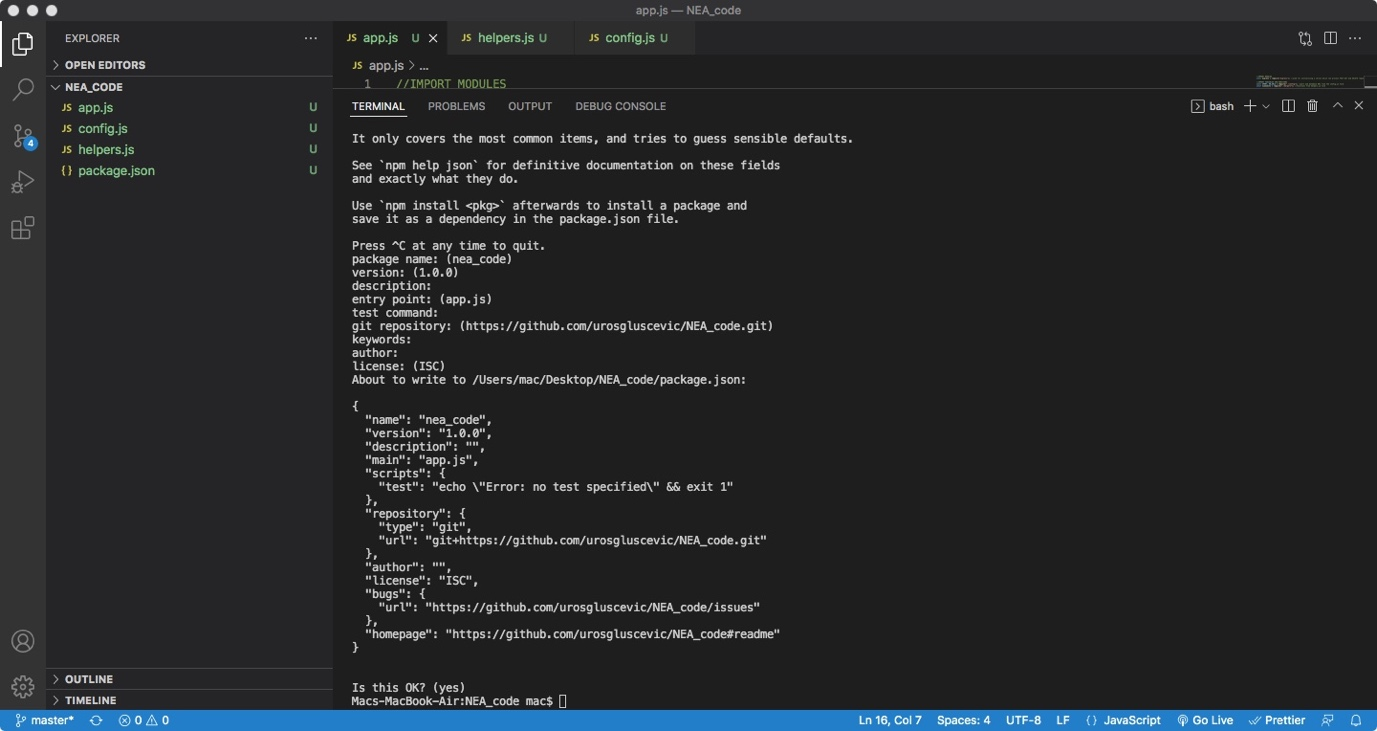 app.js — NEA_code
EXPLORER
OPEN EDITORS
NEA_CODE
JS app.js U
JS config.js U
JS helpers.js U
{} package.json U
4
OUTLINE
TIMELINE
JS app.js U
JS helpers.js U
JS config.js U
JS app.js > ...
1 //IMPORT MODULES
TERMINAL PROBLEMS OUTPUT DEBUG CONSOLE
bash
It only covers the most common items, and tries to guess sensible defaults.
See `npm help json` for definitive documentation on these fields
and exactly what they do.
Use `npm install <pkg>` afterwards to install a package and
save it as a dependency in the package.json file.
Press ^C at any time to quit.
package name: (nea_code)
version: (1.0.0)
description:
entry point: (app.js)
test command:
git repository: (https://github.com/urosgluscevic/NEA_code.git)
keywords:
author:
license: (ISC)
About to write to /Users/mac/Desktop/NEA_code/package.json:
{
"name": "nea_code",
"version": "1.0.0",
"description": "",
"main": "app.js",
"scripts": {
"test": "echo \"Error: no test specified\" && exit 1"
},
"repository": {
"type": "git",
"url": "git+https://github.com/urosgluscevic/NEA_code.git"
},
"author": "",
"license": "ISC",
"bugs": {
"url": "https://github.com/urosgluscevic/NEA_code/issues"
},
"homepage": "https://github.com/urosgluscevic/NEA_code#readme"
}
Is this OK? (yes)
Macs-MacBook-Air:NEA_code mac$
master* 0 0 Ln 16, Col 7 Spaces: 4 UTF-8 LF {} JavaScript Go Live Prettier